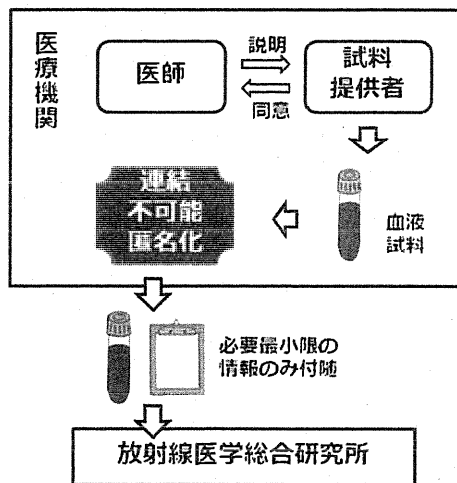 医療機関
医師
説明
同意
試料
提供者
血液
試料
連結
不可能
匿名化
必要最小限の
情報のみ付随
放射線医学総合研究所